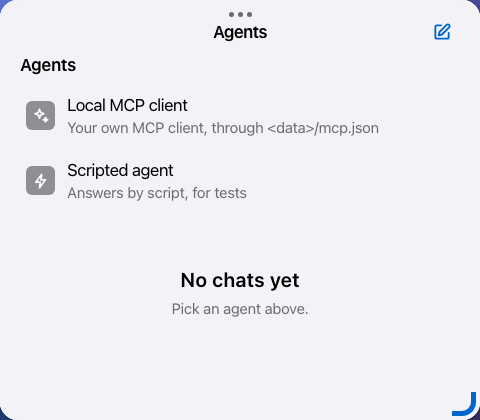 Agents
Agents
Local MCP client
Your own MCP client, through <data>/mcp.json
Scripted agent
Answers by script, for tests
No chats yet
Pick an agent above.